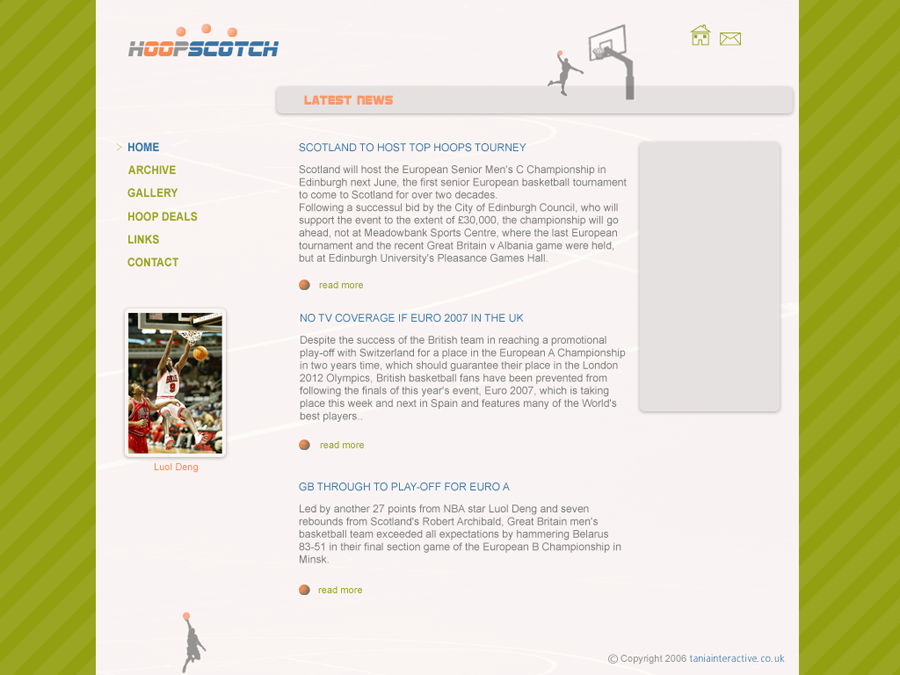 HOOPSCOTCH
LATEST NEWS
HOME
ARCHIVE
GALLERY
HOOP DEALS
LINKS
CONTACT
BULLS
9
Luol Deng
SCOTLAND TO HOST TOP HOOPS TOURNEY
Scotland will host the European Senior Men's C Championship in
Edinburgh next June, the first senior European basketball tournament
to come to Scotland for over two decades.
Following a successul bid by the City of Edinburgh Council, who will
support the event to the extent of £30,000, the championship will go
ahead, not at Meadowbank Sports Centre, where the last European
tournament and the recent Great Britain v Albania game were held,
but at Edinburgh University's Pleasance Games Hall.
read more
NO TV COVERAGE IF EURO 2007 IN THE UK
Despite the success of the British team in reaching a promotional
play-off with Switzerland for a place in the European A Championship
in two years time, which should guarantee their place in the London
2012 Olympics, British basketball fans have been prevented from
following the finals of this year's event, Euro 2007, which is taking
place this week and next in Spain and features many of the World's
best players..
read more
GB THROUGH TO PLAY-OFF FOR EURO A
Led by another 27 points from NBA star Luol Deng and seven
rebounds from Scotland's Robert Archibald, Great Britain men's
basketball team exceeded all expectations by hammering Belarus
83-51 in their final section game of the European B Championship in
Minsk.
read more
© Copyright 2006 taniainteractive.co.uk